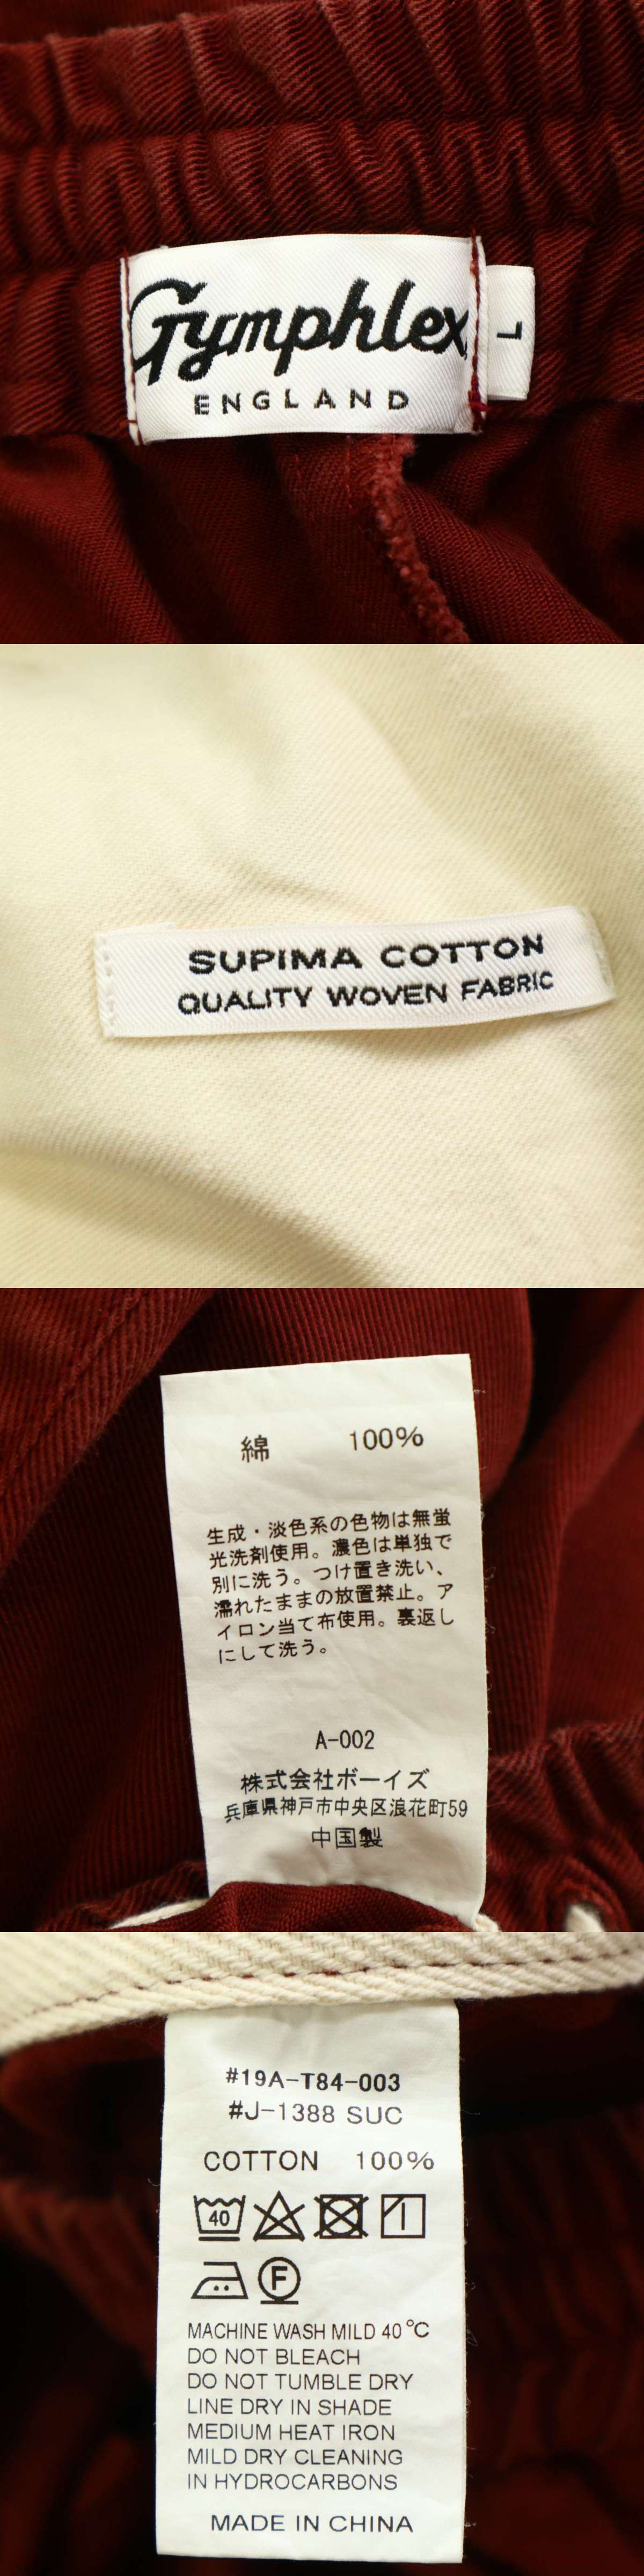 Gymphlex
ENGLAND
L
SUPIMA COTTON
QUALITY WOVEN FABRIC
綿 100%
生成・淡色系の色物は無蛍
光洗剤使用。濃色は単独で
別に洗う。つけ置き洗い、
濡れたままの放置禁止。ア
イロン当て布使用。裏返し
にして洗う。
A-002
株式会社ボーイズ
兵庫県神戸市中央区浪花町59
中国製
#19A-T84-003
#J-1388 SUC
COTTON 100%
40
F
MACHINE WASH MILD 40°C
DO NOT BLEACH
DO NOT TUMBLE DRY
LINE DRY IN SHADE
MEDIUM HEAT IRON
MILD DRY CLEANING
IN HYDROCARBONS
MADE IN CHINA